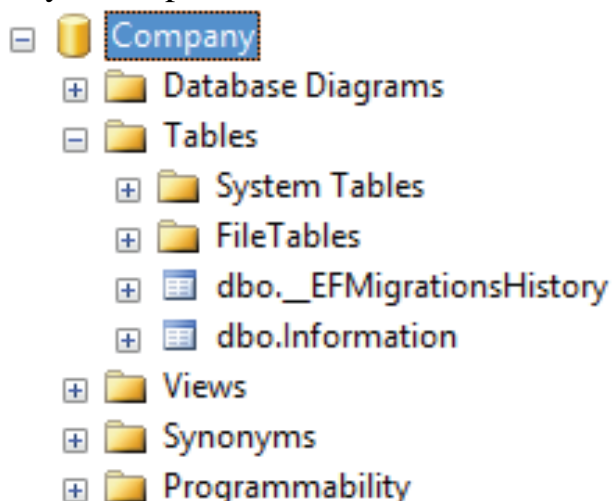 Company
Database Diagrams
Tables
System Tables
FileTables
dbo.__EFMigrationsHistory
dbo.Information
Views
Synonyms
Programmability